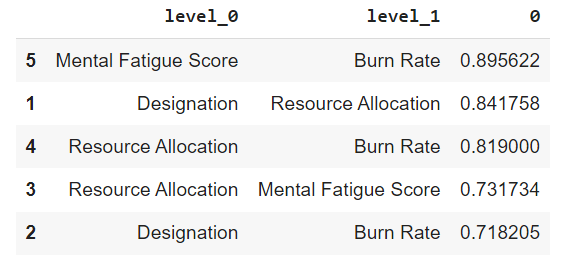 level_0 level_1 0
5 Mental Fatigue Score Burn Rate 0.895622
1 Designation Resource Allocation 0.841758
4 Resource Allocation Burn Rate 0.819000
3 Resource Allocation Mental Fatigue Score 0.731734
2 Designation Burn Rate 0.718205